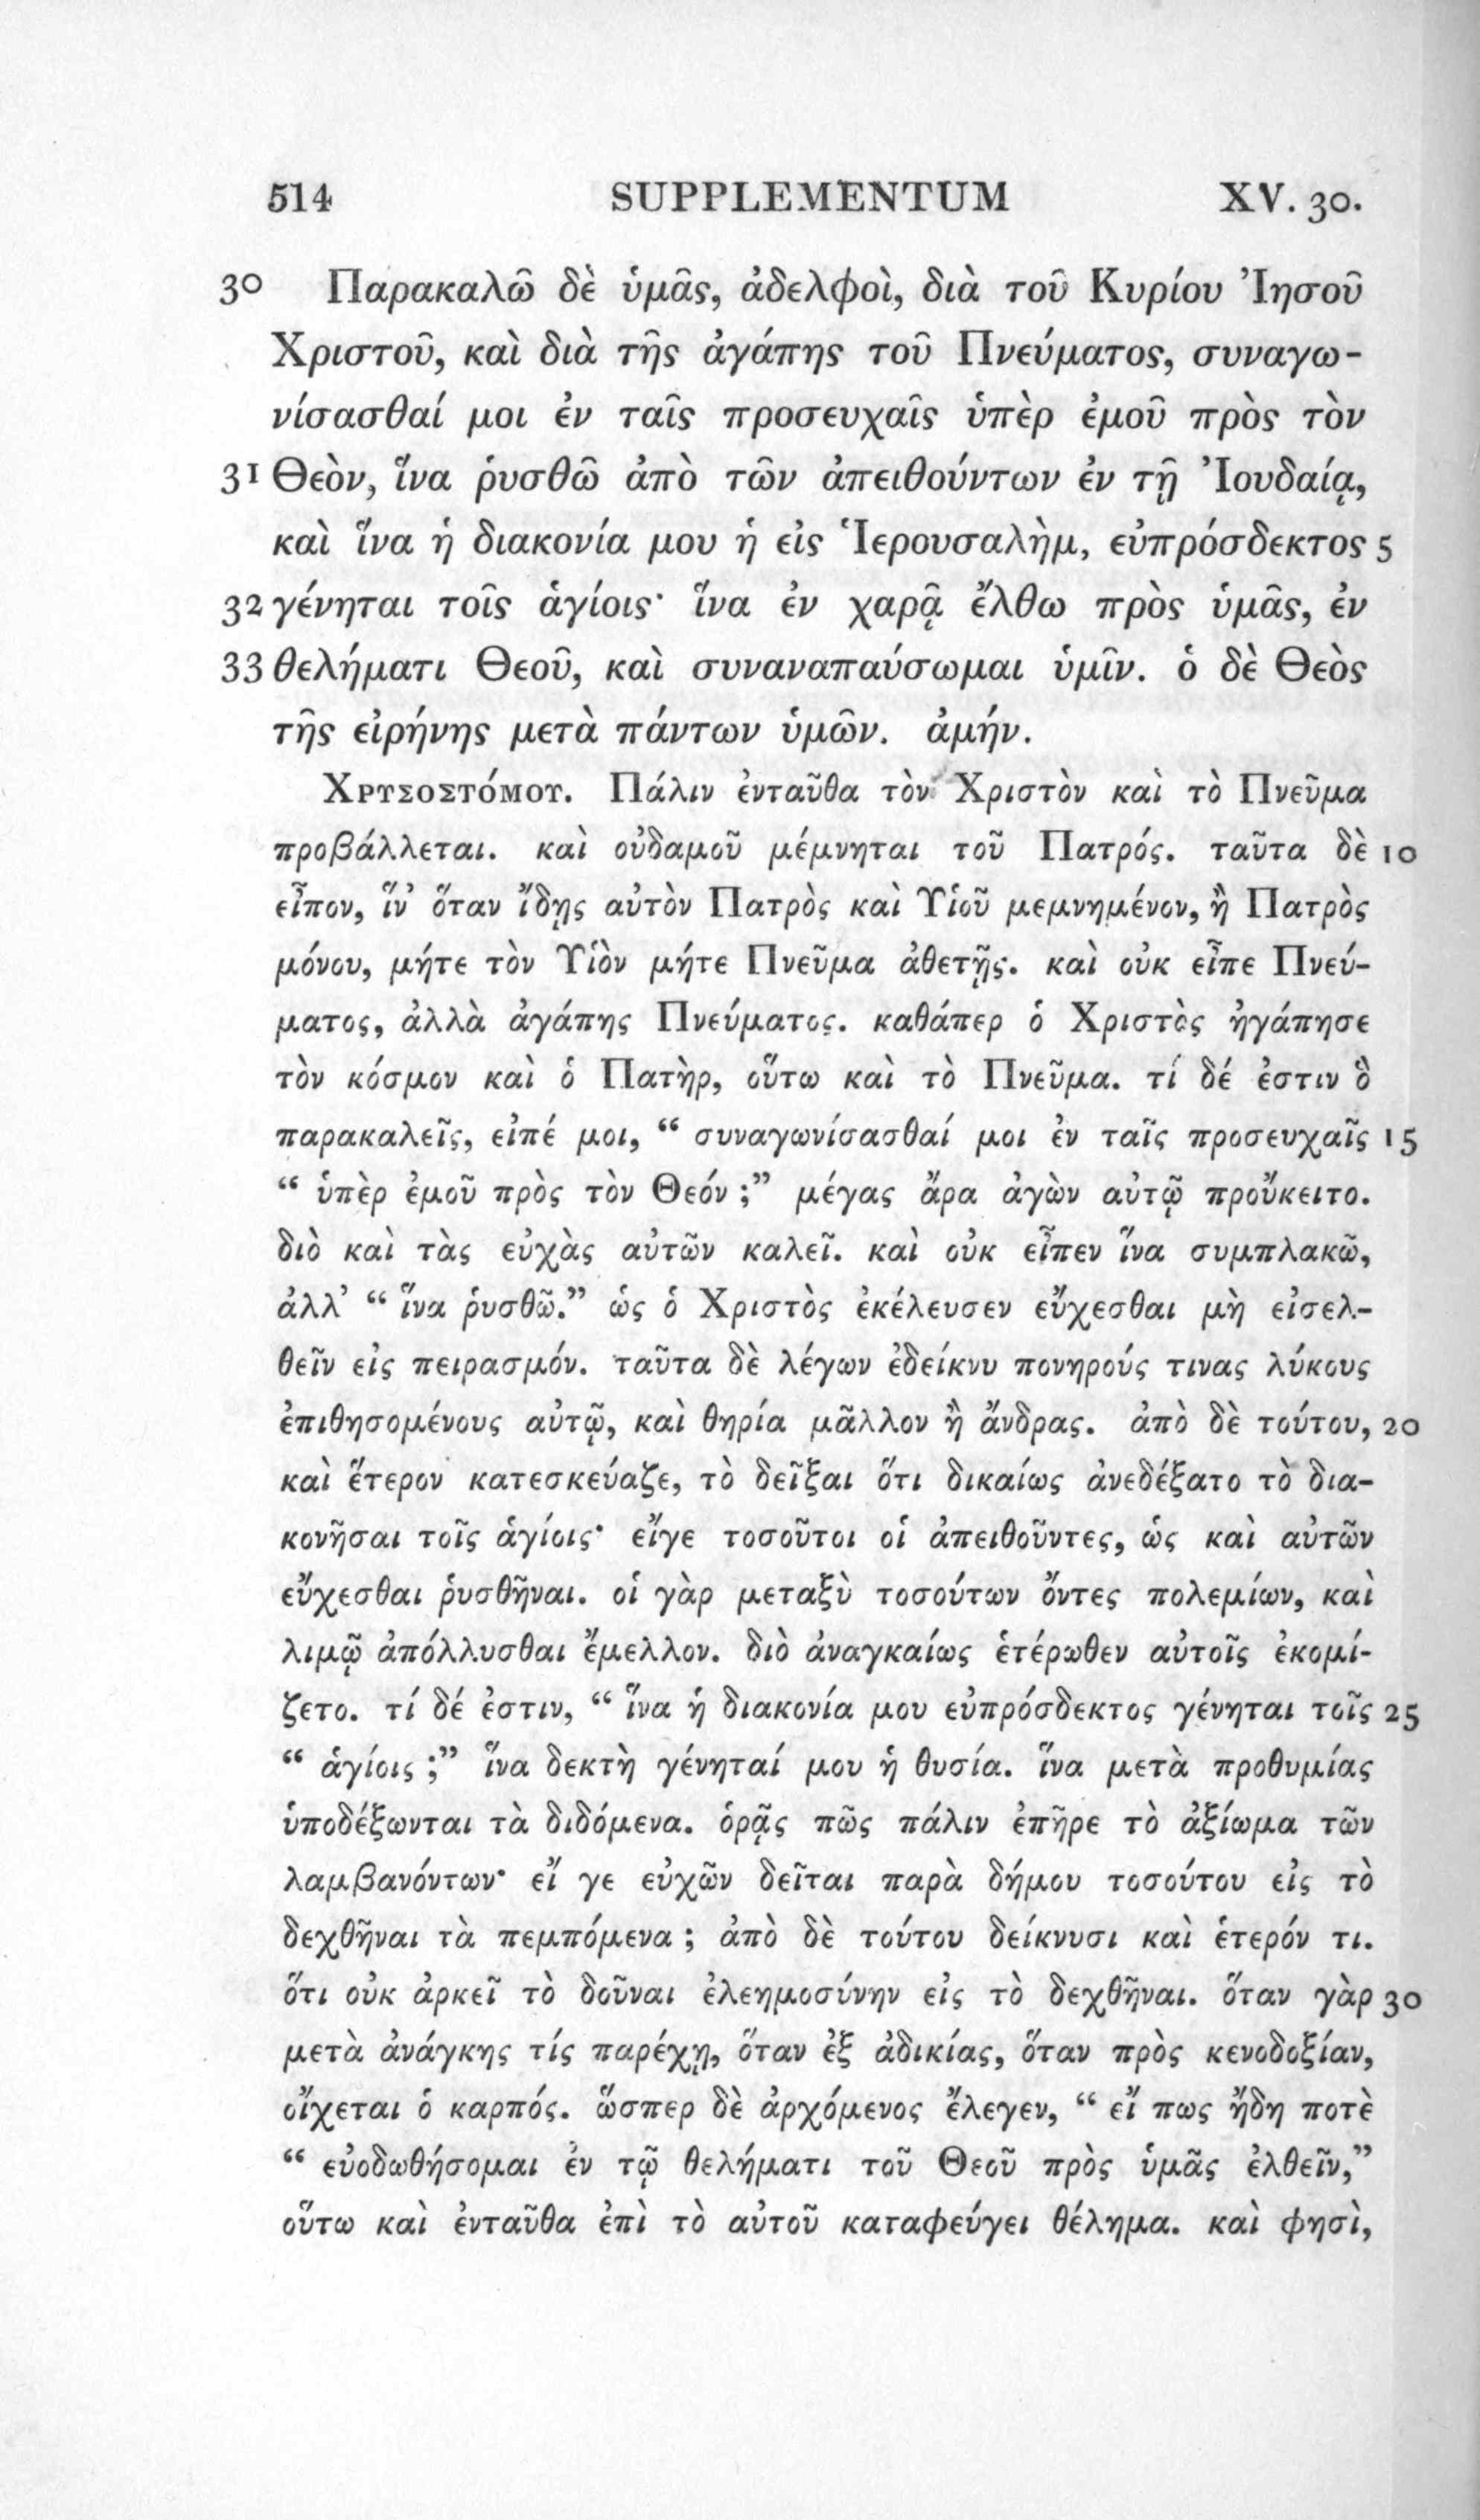 514 SUPPLEMENTUM XV. 30.
30 Παρακαλῶ δὲ ὑμᾶς, ἀδελφοὶ, διὰ τοῦ Κυρίου Ἰησοῦ
Χριστοῦ, καὶ διὰ τῆς ἀγάπης τοῦ Πνεύματος, συναγω-
νίσασθαί μοι ἐν ταῖς προσευχαῖς ὑπὲρ ἐμοῦ πρὸς τὸν
31 Θεὸν, ἵνα ῥυσθῶ ἀπὸ τῶν ἀπειθούντων ἐν τῇ Ἰουδαίᾳ,
καὶ ἵνα ἡ διακονία μου ἡ εἰς Ἱερουσαλὴμ, εὐπρόσδεκτος 5
32 γένηται τοῖς ἁγίοις· ἵνα ἐν χαρᾷ ἔλθω πρὸς ὑμᾶς, ἐν
33 θελήματι Θεοῦ, καὶ συναναπαύσωμαι ὑμῖν. ὁ δὲ Θεὸς
τῆς εἰρήνης μετὰ πάντων ὑμῶν. ἀμήν.
Χρυσοστόμου. Πάλιν ἐνταῦθα τὸν Χριστὸν καὶ τὸ Πνεῦμα
προβάλλεται. καὶ οὐδαμοῦ μέμνηται τοῦ Πατρός. ταῦτα δὲ 10
εἶπον, ἵν’ ὅταν ἴδῃς αὐτὸν Πατρὸς καὶ Υἱοῦ μεμνημένον, ἢ Πατρὸς
μόνου, μήτε τὸν Υἱὸν μήτε Πνεῦμα ἀθετῇς. καὶ οὐκ εἶπε Πνεύ-
ματος, ἀλλὰ ἀγάπης Πνεύματος. καθάπερ ὁ Χριστὸς ἠγάπησε
τὸν κόσμον καὶ ὁ Πατὴρ, οὕτω καὶ τὸ Πνεῦμα. τί δέ ἐστιν ὃ
παρακαλεῖς, εἰπέ μοι, “ συναγωνίσασθαί μοι ἐν ταῖς προσευχαῖς 15
“ ὑπὲρ ἐμοῦ πρὸς τὸν Θεόν ;” μέγας ἄρα ἀγὼν αὐτῷ προὔκειτο.
διὸ καὶ τὰς εὐχὰς αὐτῶν καλεῖ. καὶ οὐκ εἶπεν ἵνα συμπλακῶ,
ἀλλ’ “ ἵνα ῥυσθῶ.” ὡς ὁ Χριστὸς ἐκέλευσεν εὔχεσθαι μὴ εἰσελ-
θεῖν εἰς πειρασμόν. ταῦτα δὲ λέγων ἐδείκνυ πονηρούς τινας λύκους
ἐπιθησομένους αὐτῷ, καὶ θηρία μᾶλλον ἢ ἄνδρας. ἀπὸ δὲ τούτου, 20
καὶ ἕτερον κατεσκεύαζε, τὸ δεῖξαι ὅτι δικαίως ἀνεδέξατο τὸ δια-
κονῆσαι τοῖς ἁγίοις· εἴγε τοσοῦτοι οἱ ἀπειθοῦντες, ὡς καὶ αὐτῶν
εὔχεσθαι ῥυσθῆναι. οἱ γὰρ μεταξὺ τοσούτων ὄντες πολεμίων, καὶ
λιμῷ ἀπόλλυσθαι ἔμελλον. διὸ ἀναγκαίως ἑτέρωθεν αὐτοῖς ἐκομί-
ζετο. τί δέ ἐστιν, “ ἵνα ἡ διακονία μου εὐπρόσδεκτος γένηται τοῖς 25
“ ἁγίοις ;” ἵνα δεκτὴ γένηταί μου ἡ θυσία. ἵνα μετὰ προθυμίας
ὑποδέξωνται τὰ διδόμενα. ὁρᾷς πῶς πάλιν ἐπῆρε τὸ ἀξίωμα τῶν
λαμβανόντων· εἴ γε εὐχῶν δεῖται παρὰ δήμου τοσούτου εἰς τὸ
δεχθῆναι τὰ πεμπόμενα ; ἀπὸ δὲ τούτου δείκνυσι καὶ ἑτερόν τι.
ὅτι οὐκ ἀρκεῖ τὸ δοῦναι ἐλεημοσύνην εἰς τὸ δεχθῆναι. ὅταν γὰρ 30
μετὰ ἀνάγκης τίς παρέχῃ, ὅταν ἐξ ἀδικίας, ὅταν πρὸς κενοδοξίαν,
οἴχεται ὁ καρπός. ὥσπερ δὲ ἀρχόμενος ἔλεγεν, “ εἴ πως ἤδη ποτὲ
“ εὐοδωθήσομαι ἐν τῷ θελήματι τοῦ Θεοῦ πρὸς ὑμᾶς ἐλθεῖν,”
οὕτω καὶ ἐνταῦθα ἐπὶ τὸ αὐτοῦ καταφεύγει θέλημα. καὶ φησὶ,